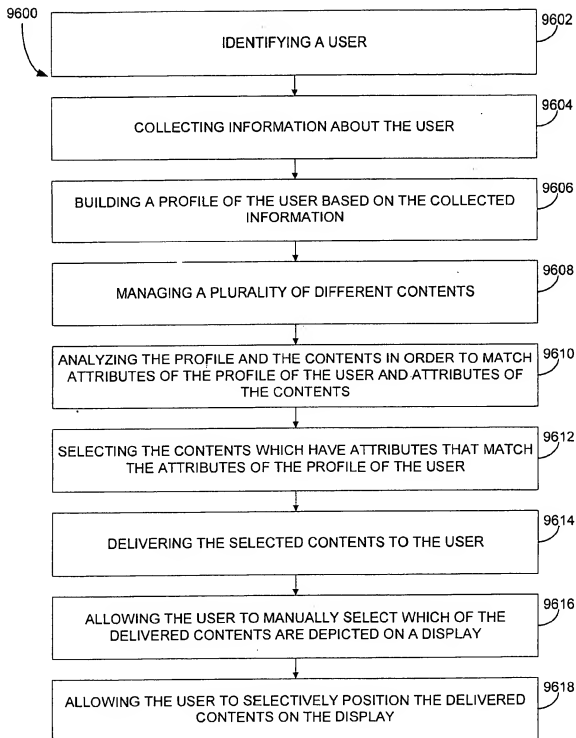 9600
9602
IDENTIFYING A USER
9604
COLLECTING INFORMATION ABOUT THE USER
9606
BUILDING A PROFILE OF THE USER BASED ON THE COLLECTED
INFORMATION
9608
MANAGING A PLURALITY OF DIFFERENT CONTENTS
9610
ANALYZING THE PROFILE AND THE CONTENTS IN ORDER TO MATCH
ATTRIBUTES OF THE PROFILE OF THE USER AND ATTRIBUTES OF
THE CONTENTS
9612
SELECTING THE CONTENTS WHICH HAVE ATTRIBUTES THAT MATCH
THE ATTRIBUTES OF THE PROFILE OF THE USER
9614
DELIVERING THE SELECTED CONTENTS TO THE USER
9616
ALLOWING THE USER TO MANUALLY SELECT WHICH OF THE
DELIVERED CONTENTS ARE DEPICTED ON A DISPLAY
9618
ALLOWING THE USER TO SELECTIVELY POSITION THE DELIVERED
CONTENTS ON THE DISPLAY